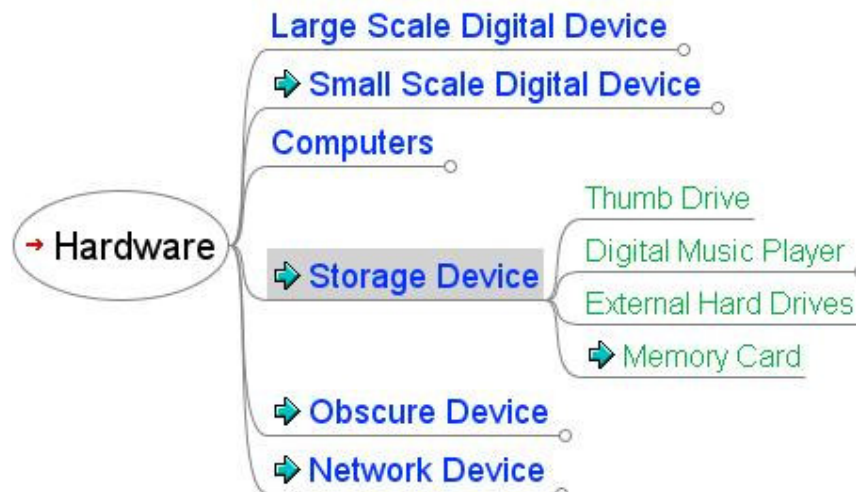 Large Scale Digital Device
Small Scale Digital Device
Computers
Hardware
Storage Device
Thumb Drive
Digital Music Player
External Hard Drives
Memory Card
Obscure Device
Network Device